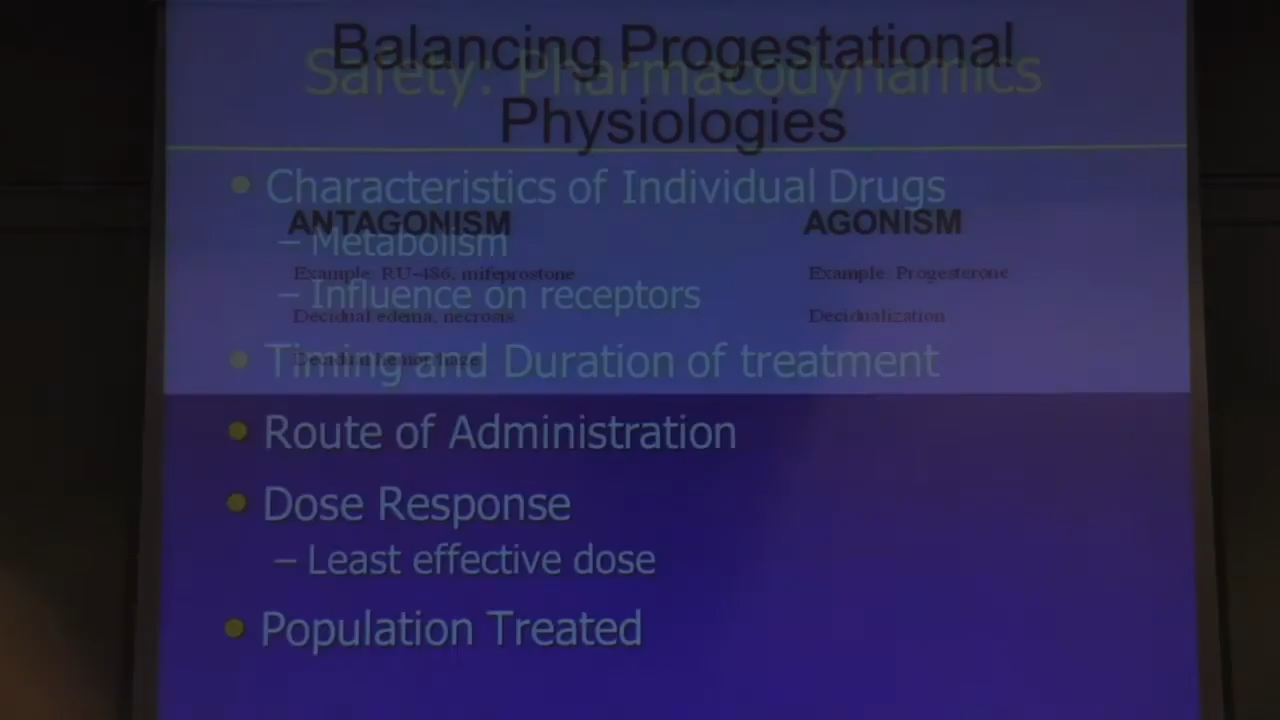 Balancing Progestational
Physiologies
Safety: Pharmacodynamics
• Characteristics of Individual Drugs
– Metabolism
– Influence on receptors
• Timing and Duration of treatment
• Route of Administration
• Dose Response
– Least effective dose
• Population Treated
ANTAGONISM
Example: RU-486, mifeprostone
Decidual edema, necrosis
Decidual hemorrhage
AGONISM
Example: Progesterone
Decidualization